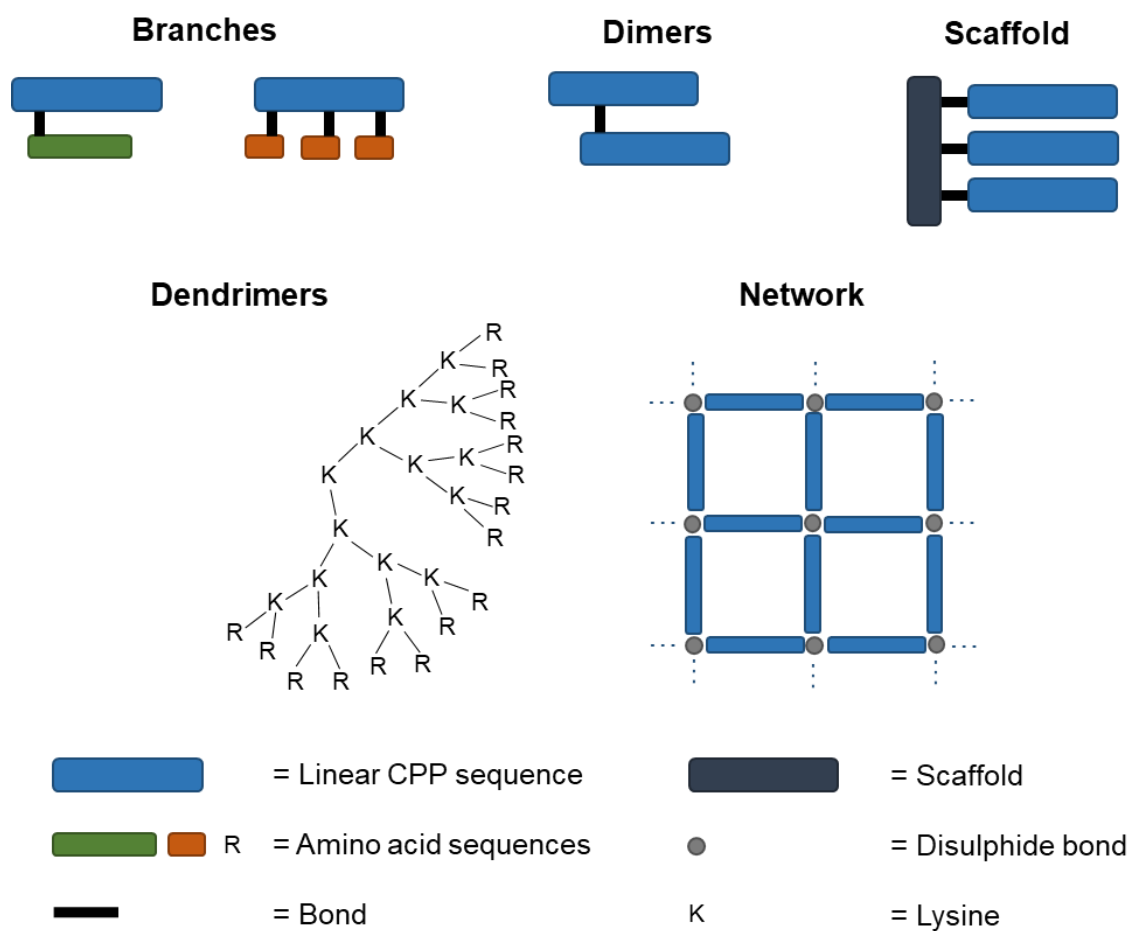 Branches
Dimers
Scaffold
Dendrimers
Network
R
K
R
R
K
K
R
K
R
K
K
R
K
K
R
R
K
R
K
K
K
K
R
K
K
R
R
K
R
R
R
R
R
= Linear CPP sequence
= Scaffold
R = Amino acid sequences
= Disulphide bond
= Bond
K = Lysine